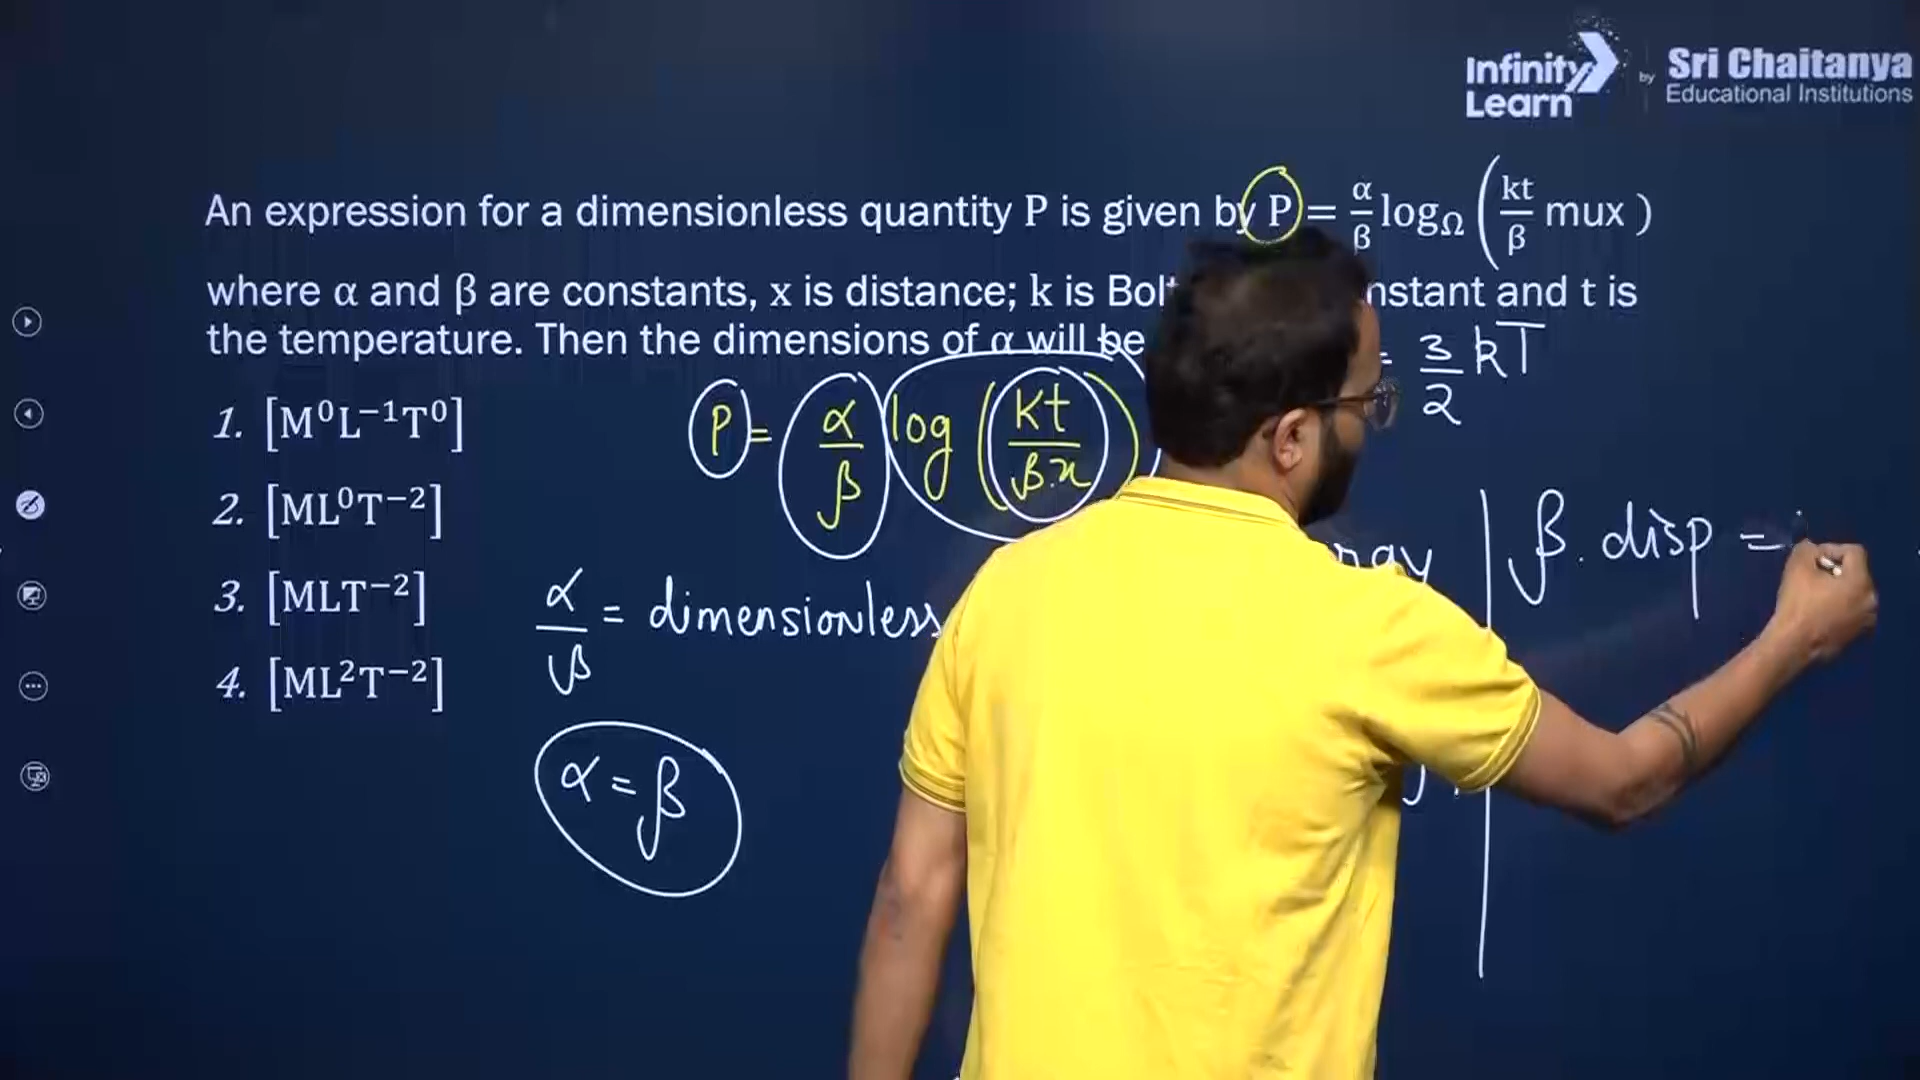 Infinity Learn by Sri Chaitanya Educational Institutions
An expression for a dimensionless quantity P is given by P = α/β log_Ω (kt/β mux )
where α and β are constants, x is distance; k is nstant and t is
the temperature. Then the dimensions of α will be
= 3/2 kT
1. [M⁰L⁻¹T⁰]
P = α/β log (kt/β.x)
2. [ML⁰T⁻²]
β. disp =
3. [MLT⁻²]
α/β = dimensionless
4. [ML²T⁻²]
α = β